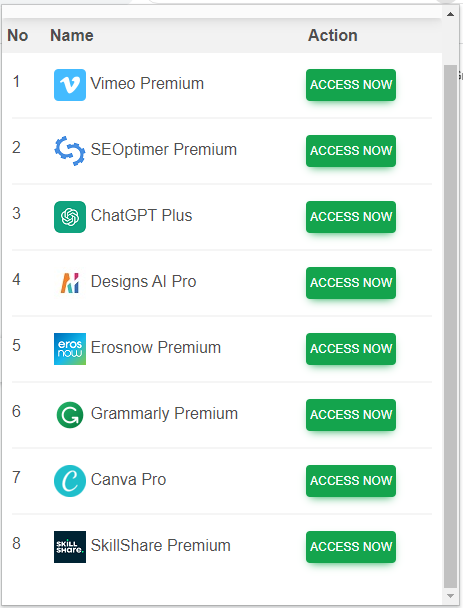 No Name Action
1 Vimeo Premium ACCESS NOW
2 SEOptimer Premium ACCESS NOW
3 ChatGPT Plus ACCESS NOW
4 Designs AI Pro ACCESS NOW
5 eros now Erosnow Premium ACCESS NOW
6 Grammarly Premium ACCESS NOW
7 Canva Pro ACCESS NOW
8 SKILL SHARE. SkillShare Premium ACCESS NOW